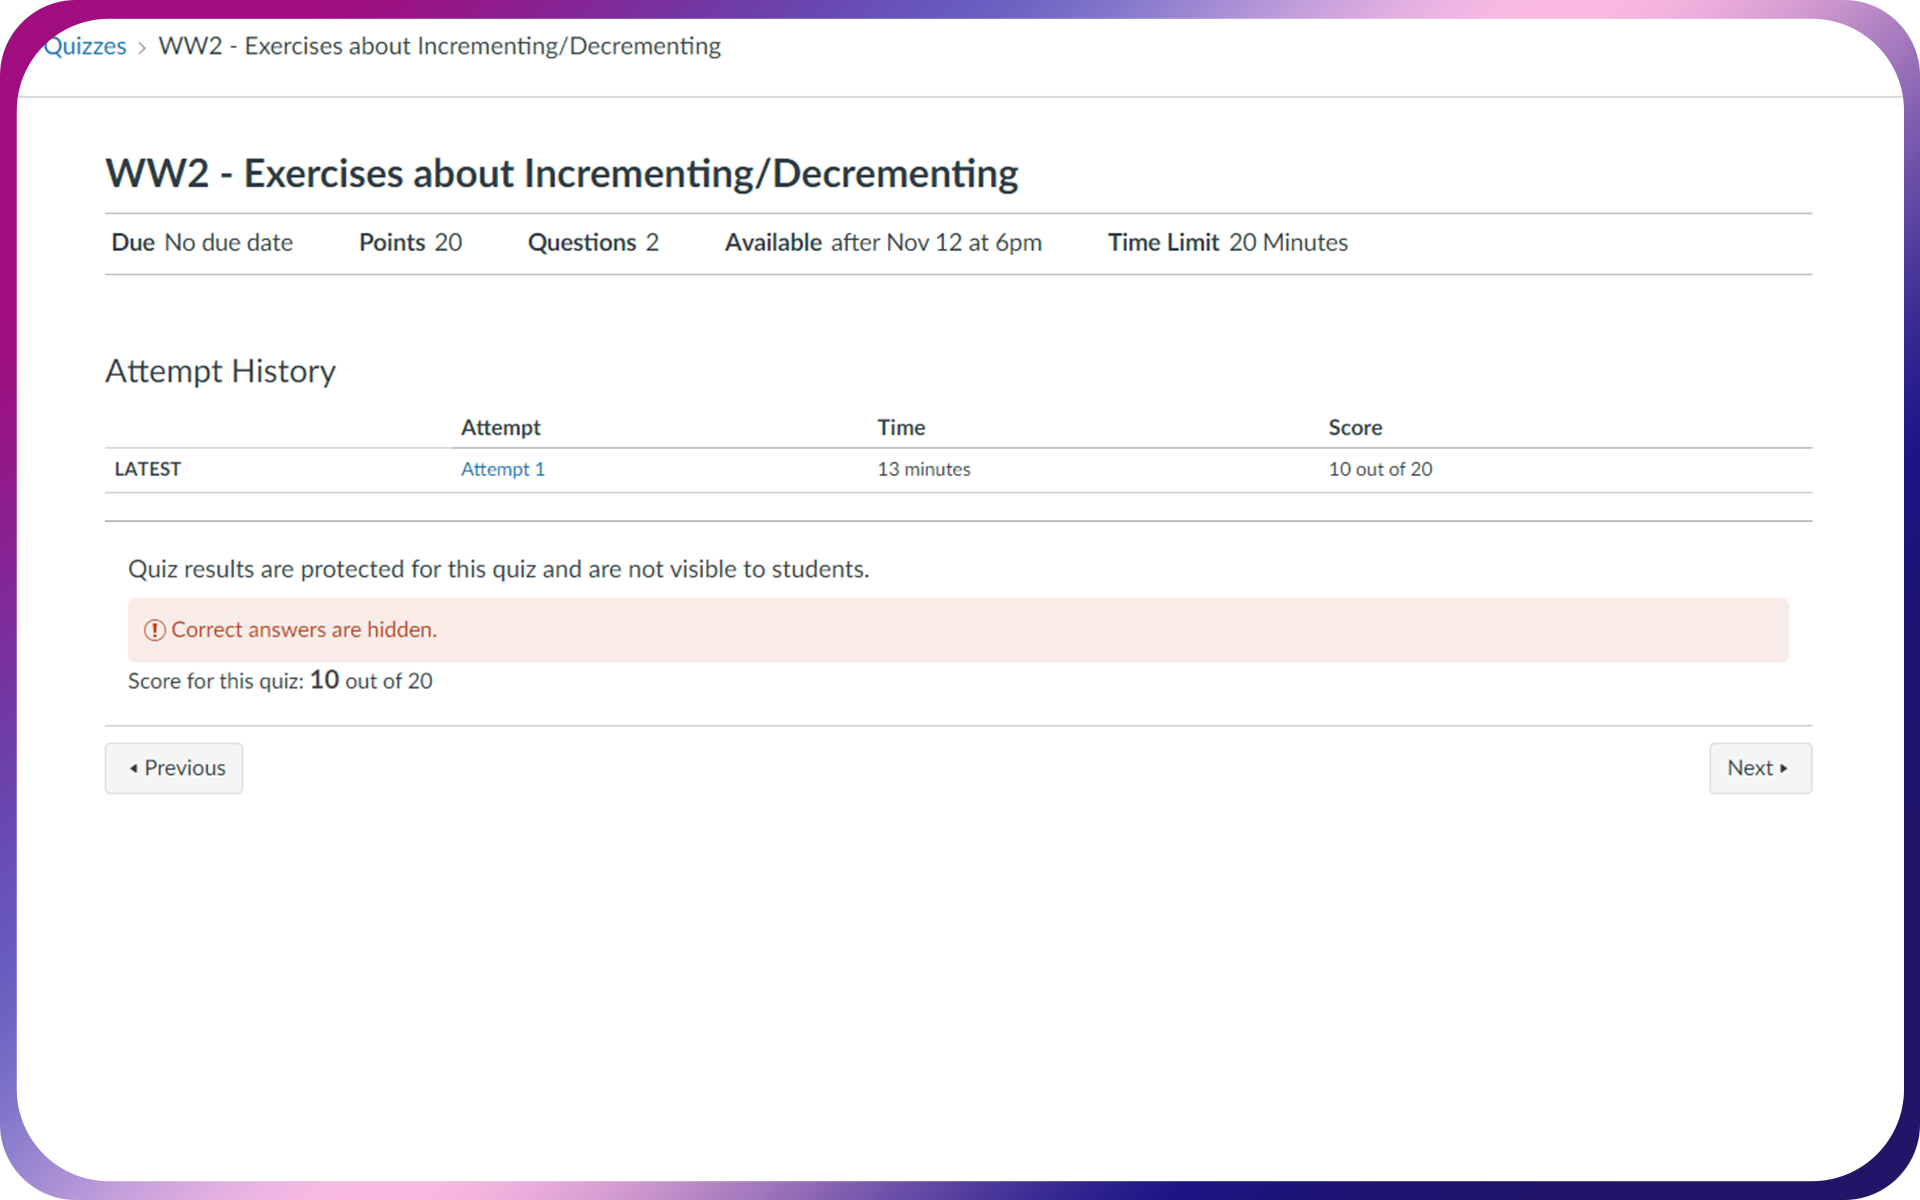 Quizzes › WW2 - Exercises about Incrementing/Decrementing
WW2 - Exercises about Incrementing/Decrementing
Due No due date Points 20 Questions 2 Available after Nov 12 at 6pm Time Limit 20 Minutes
Attempt History
Attempt Time Score
LATEST Attempt 1 13 minutes 10 out of 20
Quiz results are protected for this quiz and are not visible to students.
Correct answers are hidden.
Score for this quiz: 10 out of 20
Previous Next